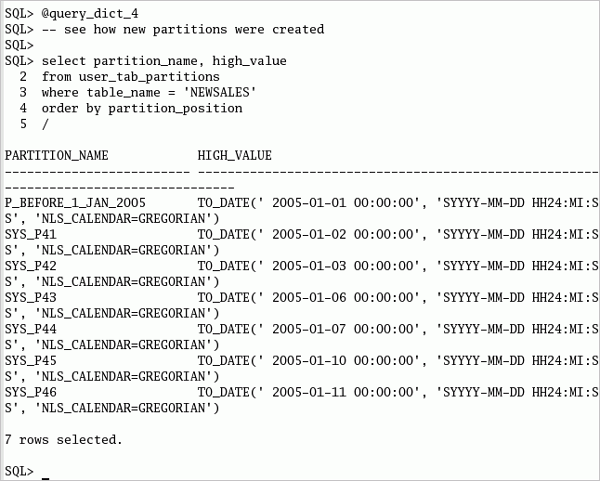 SQL> @query_dict_4
SQL> -- see how new partitions were created
SQL>
SQL> select partition_name, high_value
  2  from user_tab_partitions
  3  where table_name = 'NEWSALES'
  4  order by partition_position
  5  /
PARTITION_NAME            HIGH_VALUE
------------------------- -----------------------------------------------------
------------------------------
P_BEFORE_1_JAN_2005       TO_DATE(' 2005-01-01 00:00:00', 'SYYYY-MM-DD HH24:MI:S
S', 'NLS_CALENDAR=GREGORIAN')
SYS_P41                   TO_DATE(' 2005-01-02 00:00:00', 'SYYYY-MM-DD HH24:MI:S
S', 'NLS_CALENDAR=GREGORIAN')
SYS_P42                   TO_DATE(' 2005-01-03 00:00:00', 'SYYYY-MM-DD HH24:MI:S
S', 'NLS_CALENDAR=GREGORIAN')
SYS_P43                   TO_DATE(' 2005-01-06 00:00:00', 'SYYYY-MM-DD HH24:MI:S
S', 'NLS_CALENDAR=GREGORIAN')
SYS_P44                   TO_DATE(' 2005-01-07 00:00:00', 'SYYYY-MM-DD HH24:MI:S
S', 'NLS_CALENDAR=GREGORIAN')
SYS_P45                   TO_DATE(' 2005-01-10 00:00:00', 'SYYYY-MM-DD HH24:MI:S
S', 'NLS_CALENDAR=GREGORIAN')
SYS_P46                   TO_DATE(' 2005-01-11 00:00:00', 'SYYYY-MM-DD HH24:MI:S
S', 'NLS_CALENDAR=GREGORIAN')
7 rows selected.
SQL> _